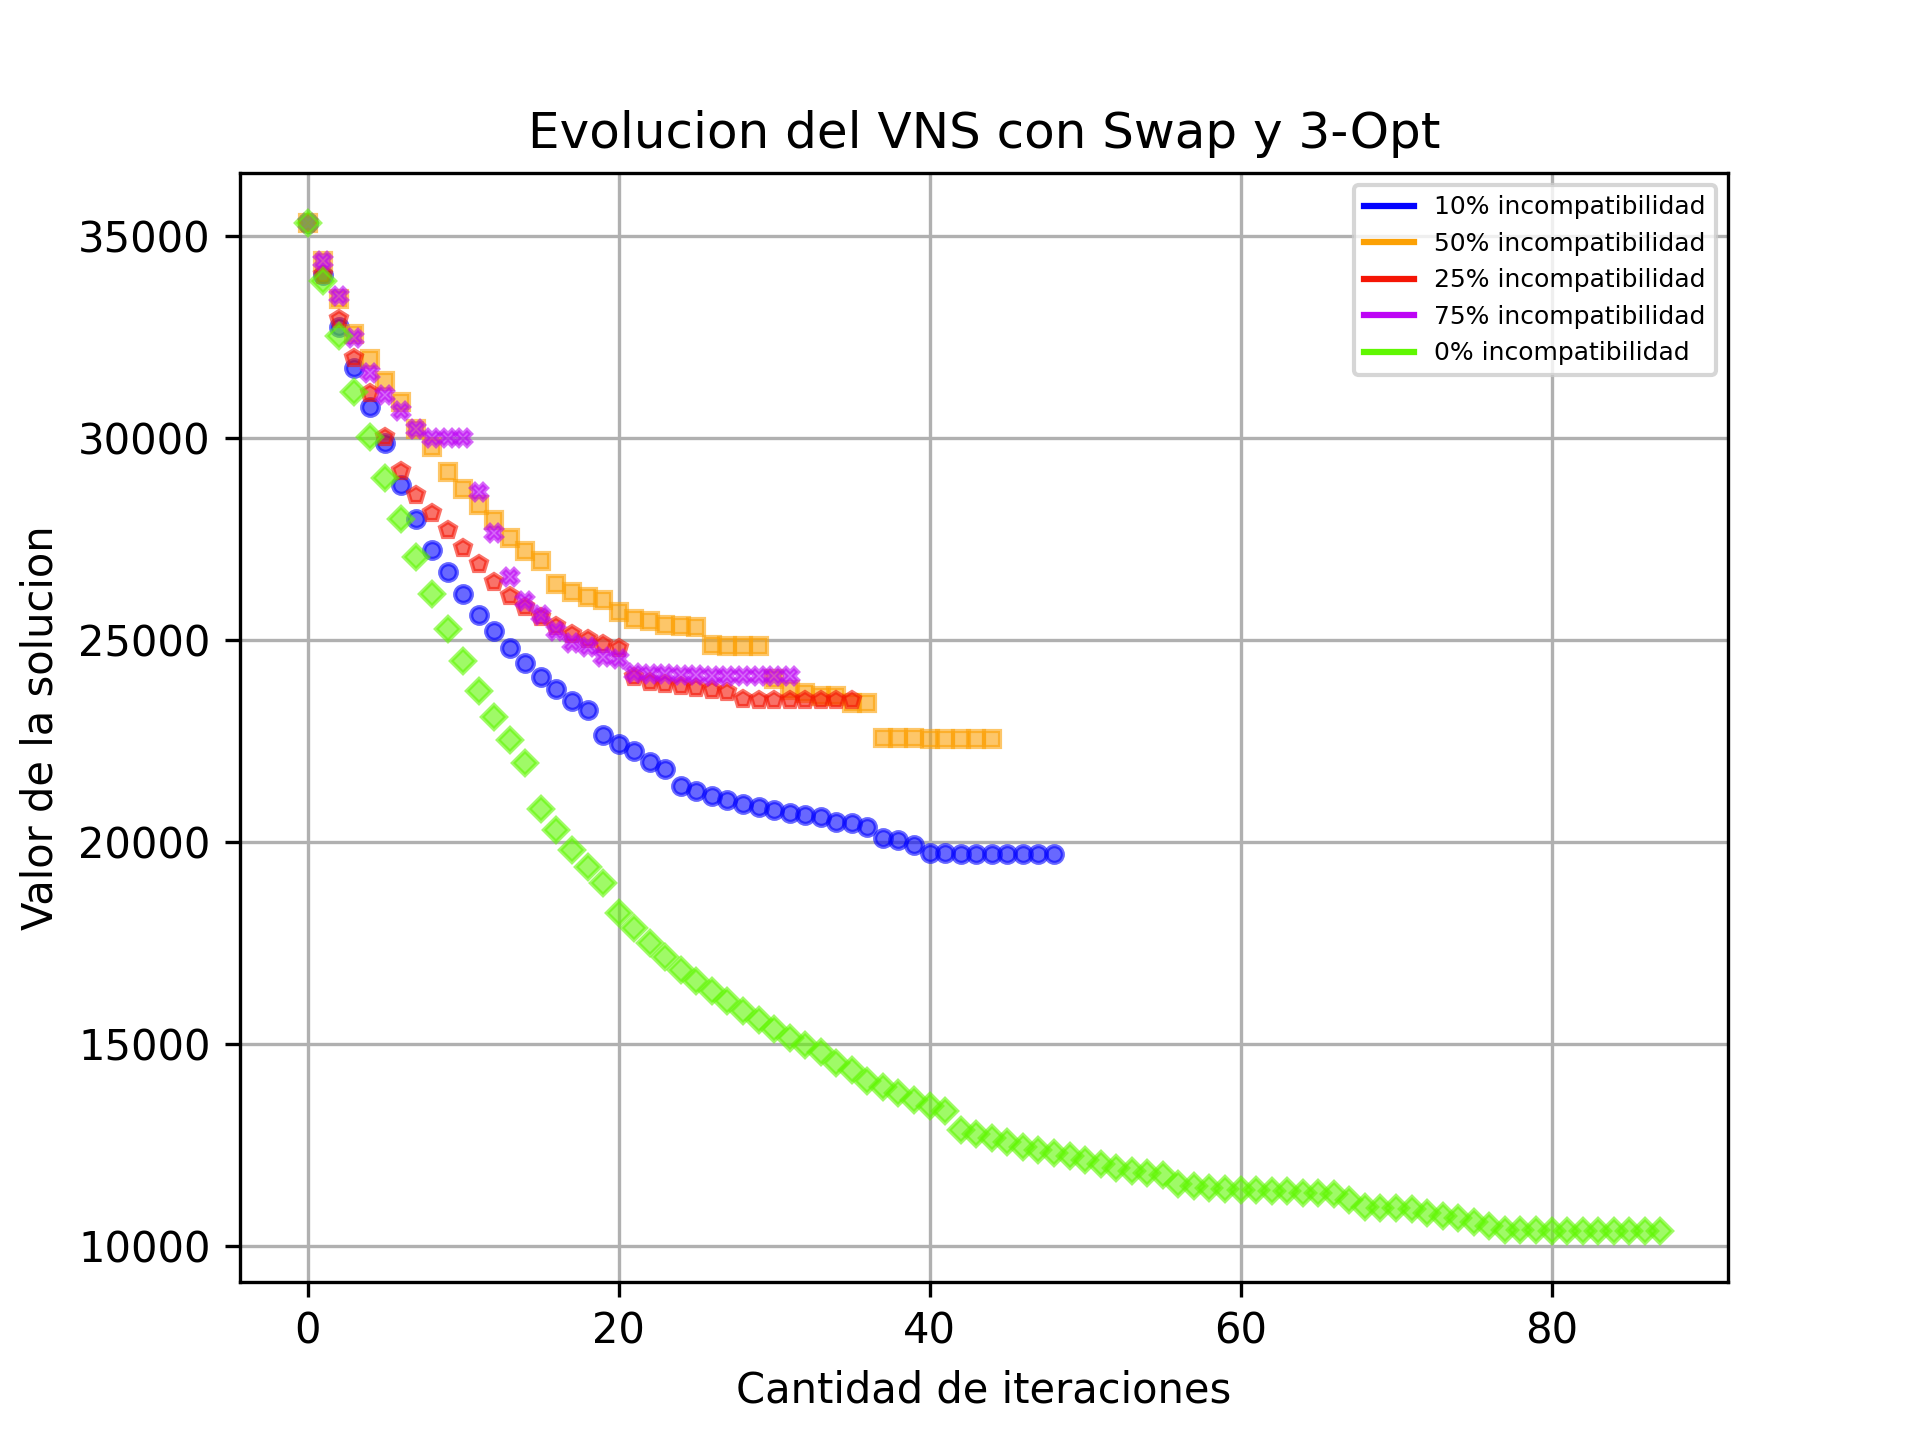 Evolucion del VNS con Swap y 3-Opt
10% incompatibilidad
50% incompatibilidad
25% incompatibilidad
75% incompatibilidad
0% incompatibilidad
Valor de la solucion
35000
30000
25000
20000
15000
10000
0 20 40 60 80
Cantidad de iteraciones